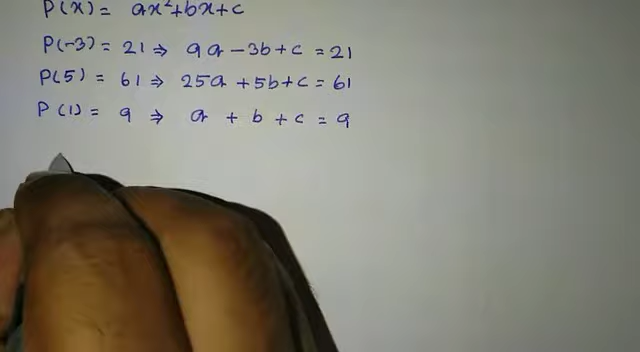 P(x) = ax²+bx+c
P(-3) = 21 ⇒ 9a - 3b + c = 21
P(5) = 61 ⇒ 25a + 5b + c = 61
P(1) = 9 ⇒ a + b + c = 9